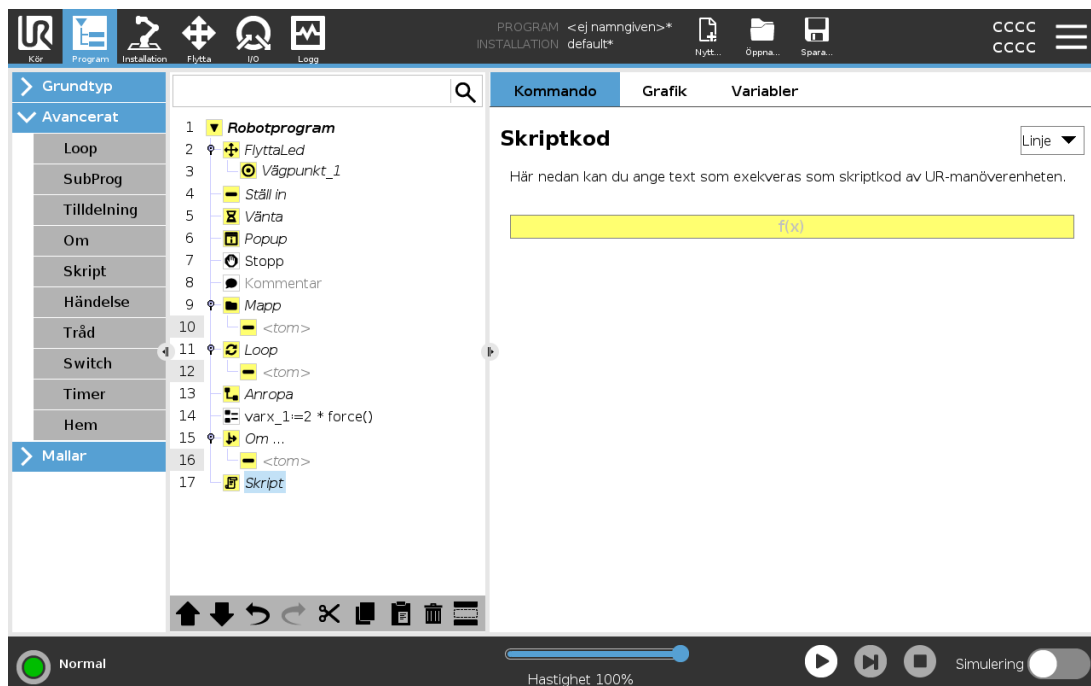 PROGRAM <ej namngiven>*
INSTALLATION default*
CCCC
CCCC
Kör
Program
Installation
Flytta
I/O
Logg
Nytt...
Öppna...
Spara...
Grundtyp
Avancerat
Loop
SubProg
Tilldelning
Om
Skript
Händelse
Tråd
Switch
Timer
Hem
Mallar
1 Robotprogram
2 FlyttaLed
3 Vägpunkt_1
4 Ställ in
5 Vänta
6 Popup
7 Stopp
8 Kommentar
9 Mapp
10 <tom>
11 Loop
12 <tom>
13 Anropa
14 varx_1:=2 * force()
15 Om ...
16 <tom>
17 Skript
Kommando
Grafik
Variabler
Skriptkod
Linje
Här nedan kan du ange text som exekveras som skriptkod av UR-manöverenheten.
f(x)
Normal
Hastighet 100%
Simulering